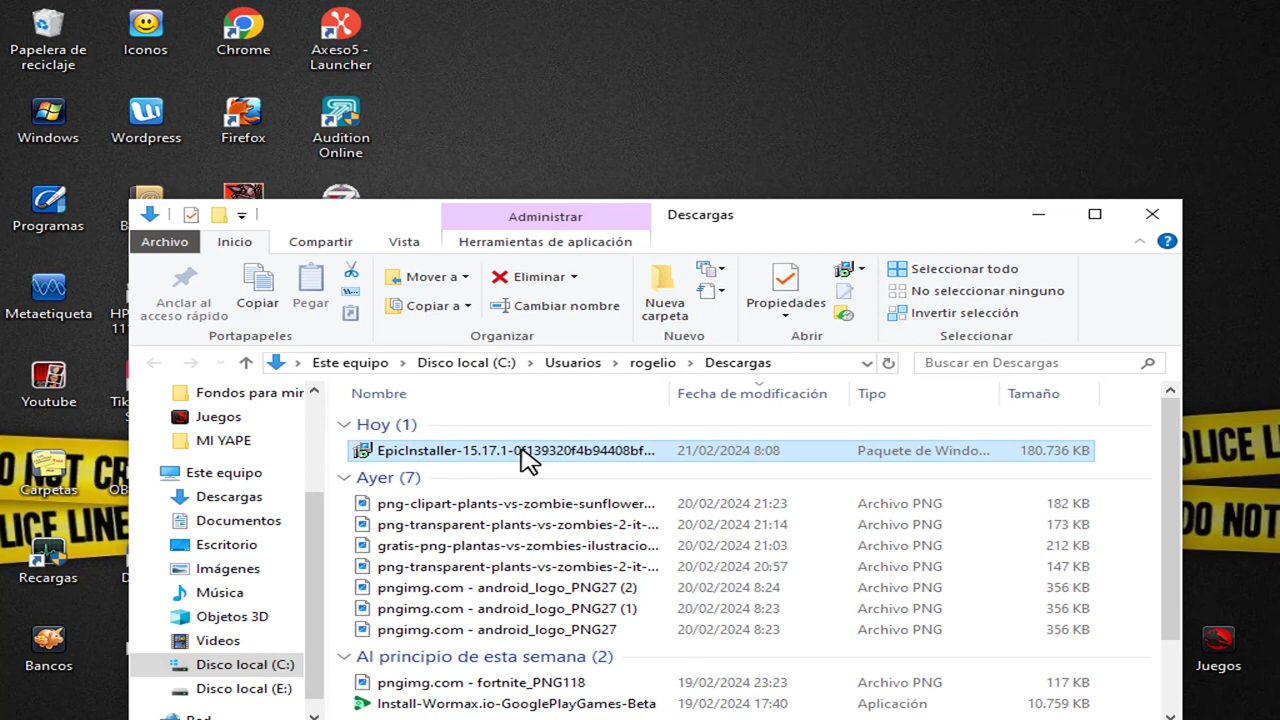 Papelera de reciclaje
Iconos
Chrome
Axeso5 - Launcher
Windows
Wordpress
Firefox
Audition Online
Programas
Metaetiqueta
Youtube
Carpetas
Recargas
Bancos
Juegos
Administrar
Descargas
Archivo
Inicio
Compartir
Vista
Herramientas de aplicación
Anclar al acceso rápido
Copiar
Pegar
Portapapeles
Mover a
Copiar a
Eliminar
Cambiar nombre
Organizar
Nueva carpeta
Nuevo
Propiedades
Abrir
Seleccionar todo
No seleccionar ninguno
Invertir selección
Seleccionar
Este equipo > Disco local (C:) > Usuarios > rogelio > Descargas
Buscar en Descargas
Fondos para mir
Juegos
MI YAPE
Este equipo
Descargas
Documentos
Escritorio
Imágenes
Música
Objetos 3D
Videos
Disco local (C:)
Disco local (E:)
Nombre Fecha de modificación Tipo Tamaño
Hoy (1)
EpicInstaller-15.17.1-0f139320f4b94408bf... 21/02/2024 8:08 Paquete de Windo... 180.736 KB
Ayer (7)
png-clipart-plants-vs-zombie-sunflower... 20/02/2024 21:23 Archivo PNG 182 KB
png-transparent-plants-vs-zombies-2-it-... 20/02/2024 21:14 Archivo PNG 173 KB
gratis-png-plantas-vs-zombies-ilustracio... 20/02/2024 21:03 Archivo PNG 212 KB
png-transparent-plants-vs-zombies-2-it-... 20/02/2024 20:57 Archivo PNG 147 KB
pngimg.com - android_logo_PNG27 (2) 20/02/2024 8:24 Archivo PNG 356 KB
pngimg.com - android_logo_PNG27 (1) 20/02/2024 8:23 Archivo PNG 356 KB
pngimg.com - android_logo_PNG27 20/02/2024 8:23 Archivo PNG 356 KB
Al principio de esta semana (2)
pngimg.com - fortnite_PNG118 19/02/2024 23:23 Archivo PNG 117 KB
Install-Wormax.io-GooglePlayGames-Beta 19/02/2024 17:40 Aplicación 10.759 KB